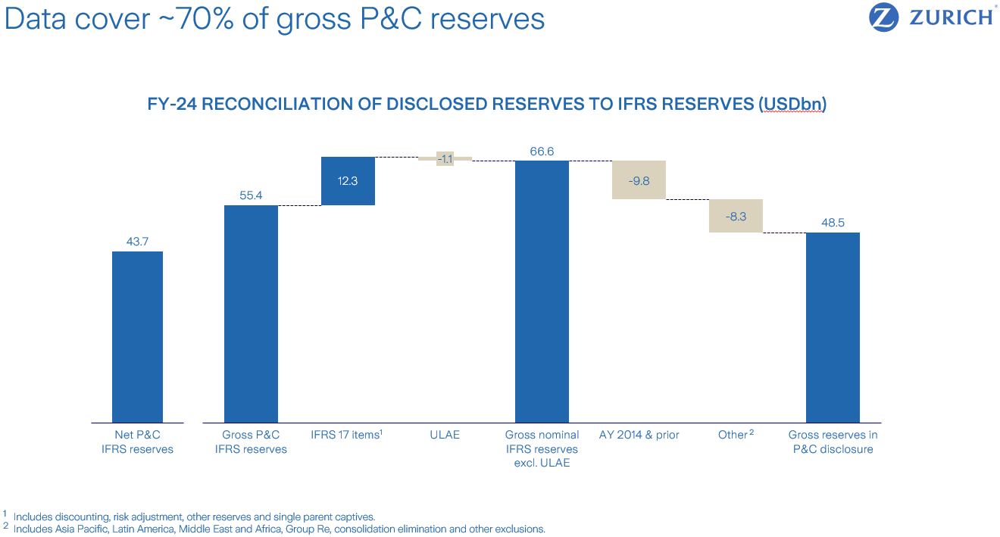 Data cover ~70% of gross P&C reserves
ZURICH®
FY-24 RECONCILIATION OF DISCLOSED RESERVES TO IFRS RESERVES (USDbn)
43.7
55.4
12.3
-1.1
66.6
-9.8
-8.3
48.5
Net P&C
IFRS reserves
Gross P&C
IFRS reserves
IFRS 17 items¹
ULAE
Gross nominal
IFRS reserves
excl. ULAE
AY 2014 & prior
Other ²
Gross reserves in
P&C disclosure
¹ Includes discounting, risk adjustment, other reserves and single parent captives.
² Includes Asia Pacific, Latin America, Middle East and Africa, Group Re, consolidation elimination and other exclusions.